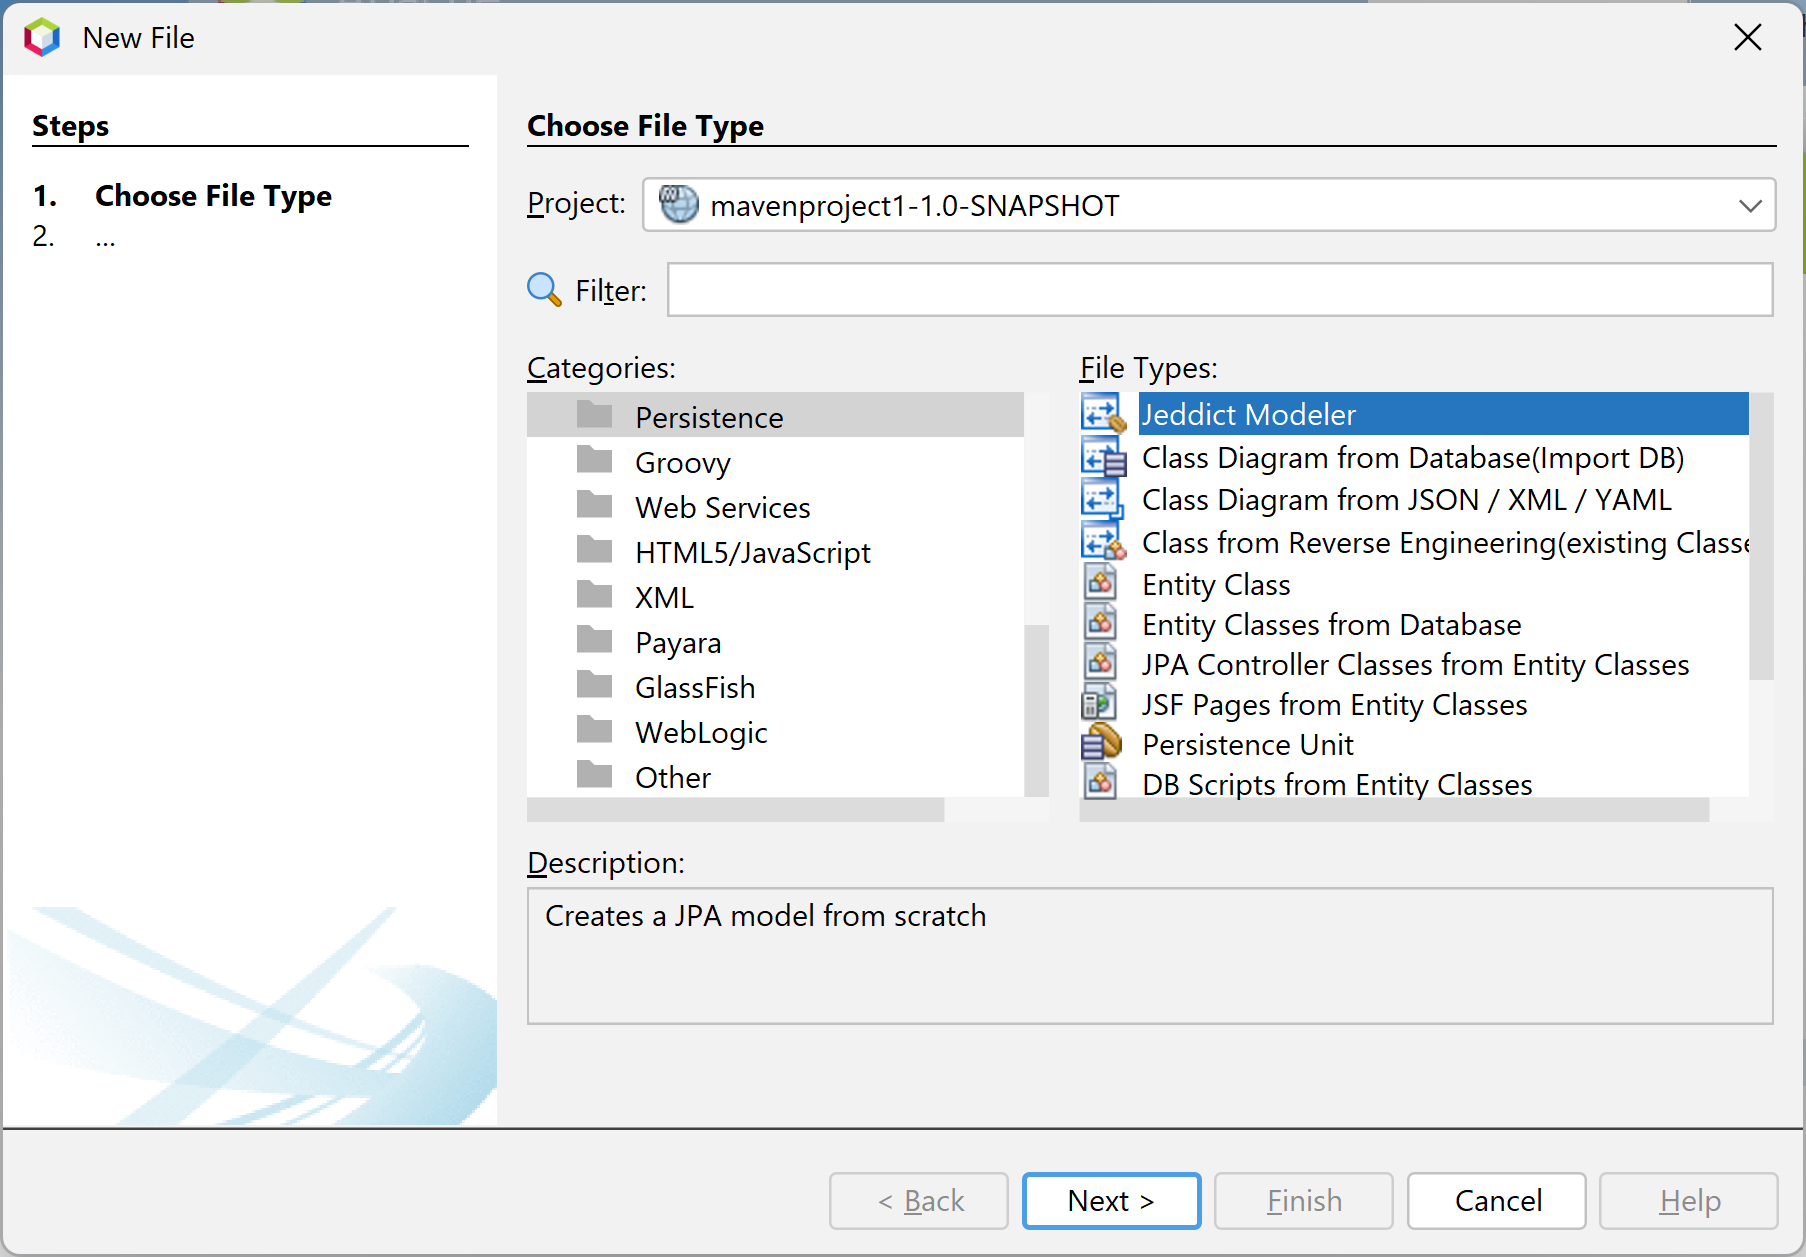 New File
Steps
1. Choose File Type
2. ...
Choose File Type
Project: mavenproject1-1.0-SNAPSHOT
Filter:
Categories:
Persistence
Groovy
Web Services
HTML5/JavaScript
XML
Payara
GlassFish
WebLogic
Other
File Types:
Jeddict Modeler
Class Diagram from Database(Import DB)
Class Diagram from JSON / XML / YAML
Class from Reverse Engineering(existing Classe
Entity Class
Entity Classes from Database
JPA Controller Classes from Entity Classes
JSF Pages from Entity Classes
Persistence Unit
DB Scripts from Entity Classes
Description:
Creates a JPA model from scratch
< Back Next > Finish Cancel Help